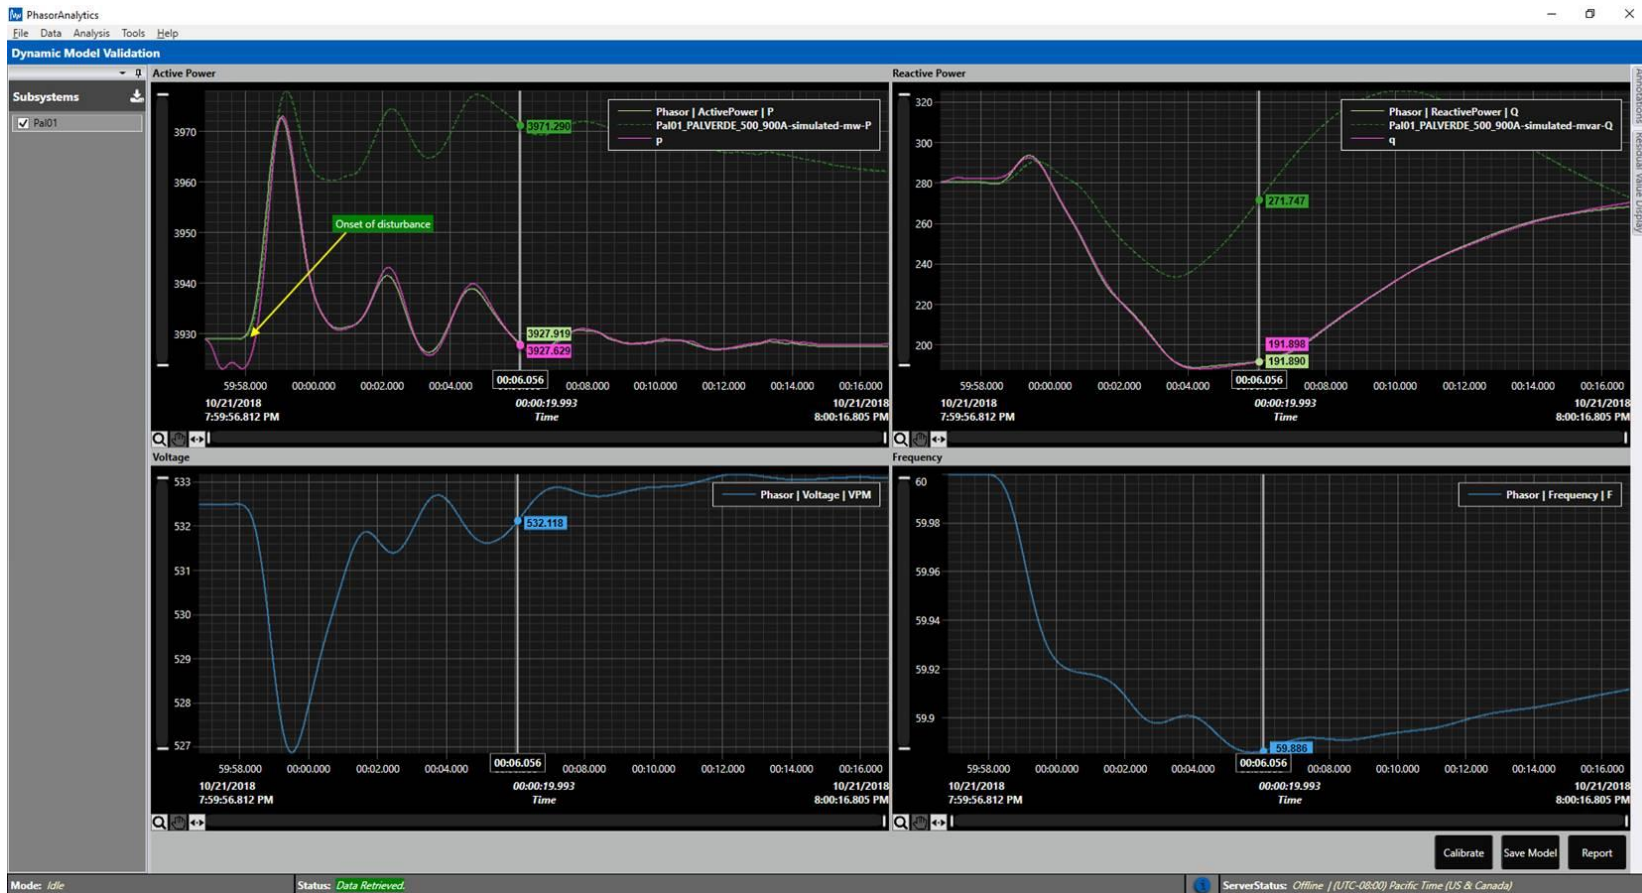 PhasorAnalytics
File Data Analysis Tools Help
Dynamic Model Validation
Subsystems
Pal01
Active Power
Phasor | ActivePower | P
Pal01_PALVERDE_500_900A-simulated-mw-P
p
3970
3960
3950
3940
3930
Onset of disturbance
3971.290
3927.919
3927.629
59:58.000 00:00.000 00:02.000 00:04.000 00:06.056 00:08.000 00:10.000 00:12.000 00:14.000 00:16.000
10/21/2018 00:00:19.993 10/21/2018
7:59:56.812 PM Time 8:00:16.805 PM
Reactive Power
Phasor | ReactivePower | Q
Pal01_PALVERDE_500_900A-simulated-mvar-Q
q
320
300
280
260
240
200
271.747
191.898
191.890
59:58.000 00:00.000 00:02.000 00:04.000 00:06.056 00:08.000 00:10.000 00:12.000 00:14.000 00:16.000
10/21/2018 00:00:19.993 10/21/2018
7:59:56.812 PM Time 8:00:16.805 PM
Annotations
Residual Value Display
Voltage
Phasor | Voltage | VPM
533
532
531
530
529
528
527
532.118
59:58.000 00:00.000 00:02.000 00:04.000 00:06.056 00:08.000 00:10.000 00:12.000 00:14.000 00:16.000
10/21/2018 00:00:19.993 10/21/2018
7:59:56.812 PM Time 8:00:16.805 PM
Frequency
Phasor | Frequency | F
60
59.98
59.96
59.94
59.92
59.9
59.886
59:58.000 00:00.000 00:02.000 00:04.000 00:06.056 00:08.000 00:10.000 00:12.000 00:14.000 00:16.000
10/21/2018 00:00:19.993 10/21/2018
7:59:56.812 PM Time 8:00:16.805 PM
Calibrate Save Model Report
Mode: Idle Status: Data Retrieved. ServerStatus: Offline | (UTC-08:00) Pacific Time (US & Canada)